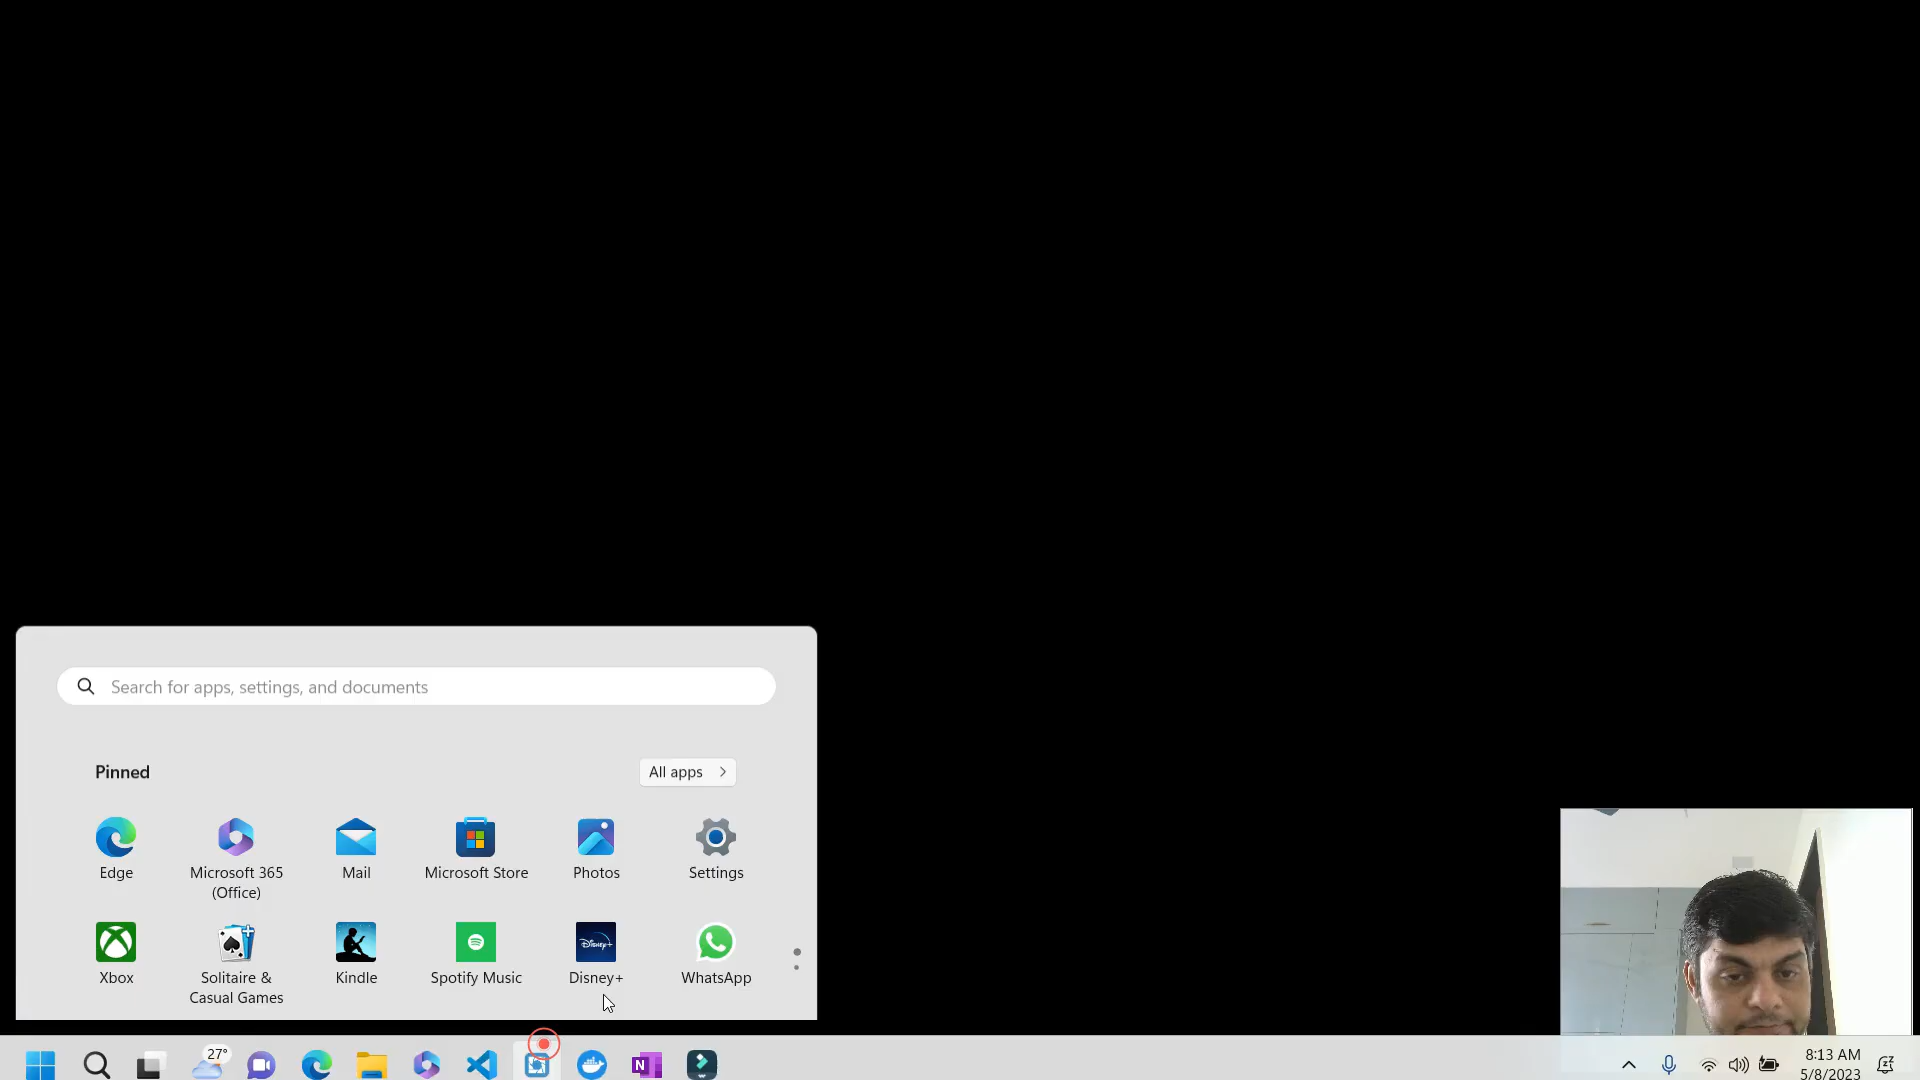 Search for apps, settings, and documents
Pinned
All apps
Edge
Microsoft 365
(Office)
Mail
Microsoft Store
Photos
Settings
Xbox
Solitaire &
Casual Games
Kindle
Spotify Music
Disney+
Disney+
WhatsApp
27°
N
8:13 AM
5/8/2023